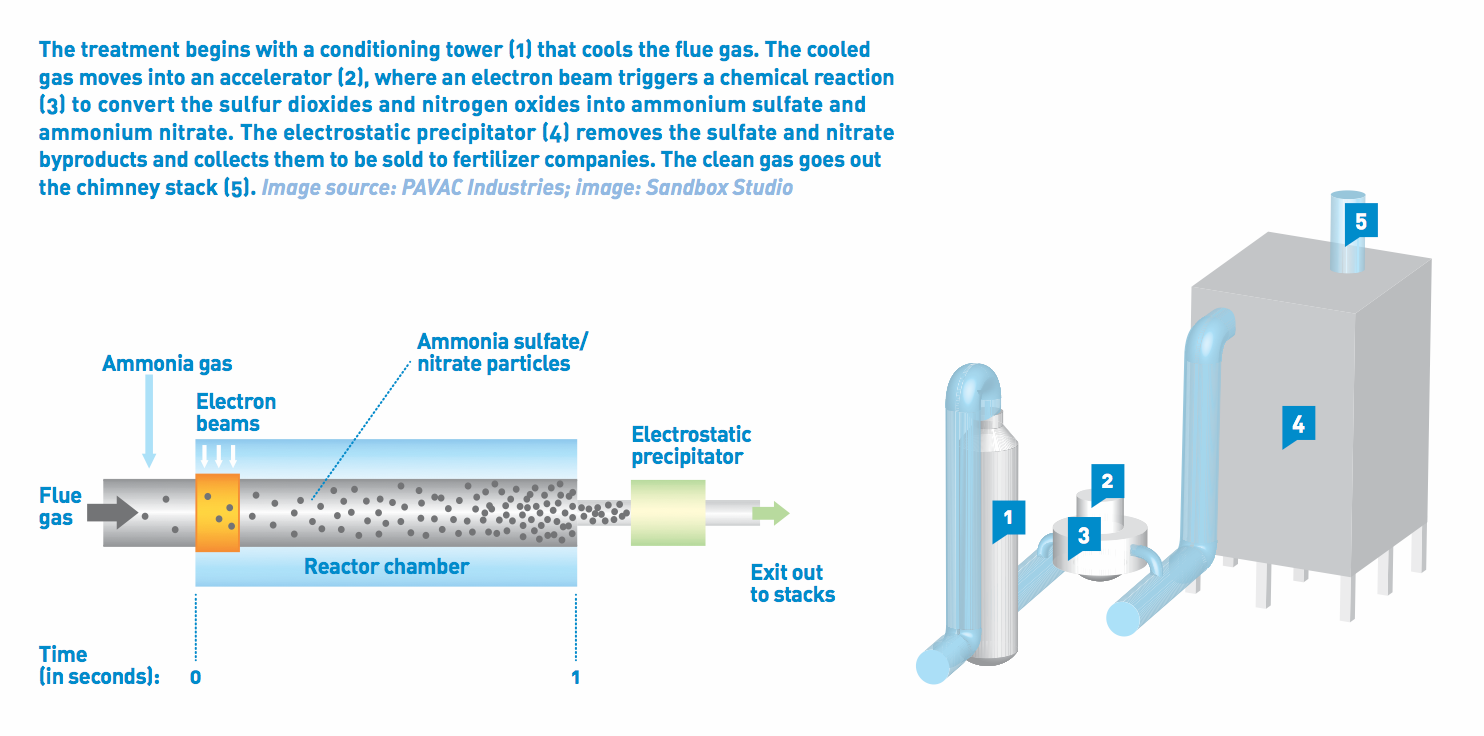 The treatment begins with a conditioning tower (1) that cools the flue gas. The cooled
gas moves into an accelerator (2), where an electron beam triggers a chemical reaction
(3) to convert the sulfur dioxides and nitrogen oxides into ammonium sulfate and
ammonium nitrate. The electrostatic precipitator (4) removes the sulfate and nitrate
byproducts and collects them to be sold to fertilizer companies. The clean gas goes out
the chimney stack (5). Image source: PAVAC Industries; image: Sandbox Studio
Ammonia gas
Electron
beams
Ammonia sulfate/
nitrate particles
Electrostatic
precipitator
Flue
gas
Reactor chamber
Exit out
to stacks
Time
(in seconds):
0
1
1
2
3
4
5